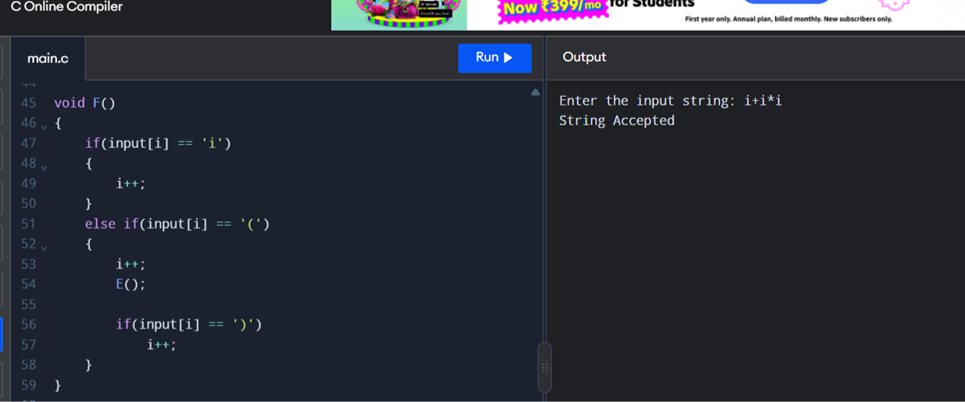 C Online Compiler
Now ₹399/mo for Students
First year only. Annual plan, billed monthly. New subscribers only.
main.c
Run
Output
45 void F()
46 {
47 if(input[i] == 'i')
48 {
49 i++;
50 }
51 else if(input[i] == '(')
52 {
53 i++;
54 E();
55
56 if(input[i] == ')')
57 i++;
58 }
59 }
Enter the input string: i+i*i
String Accepted